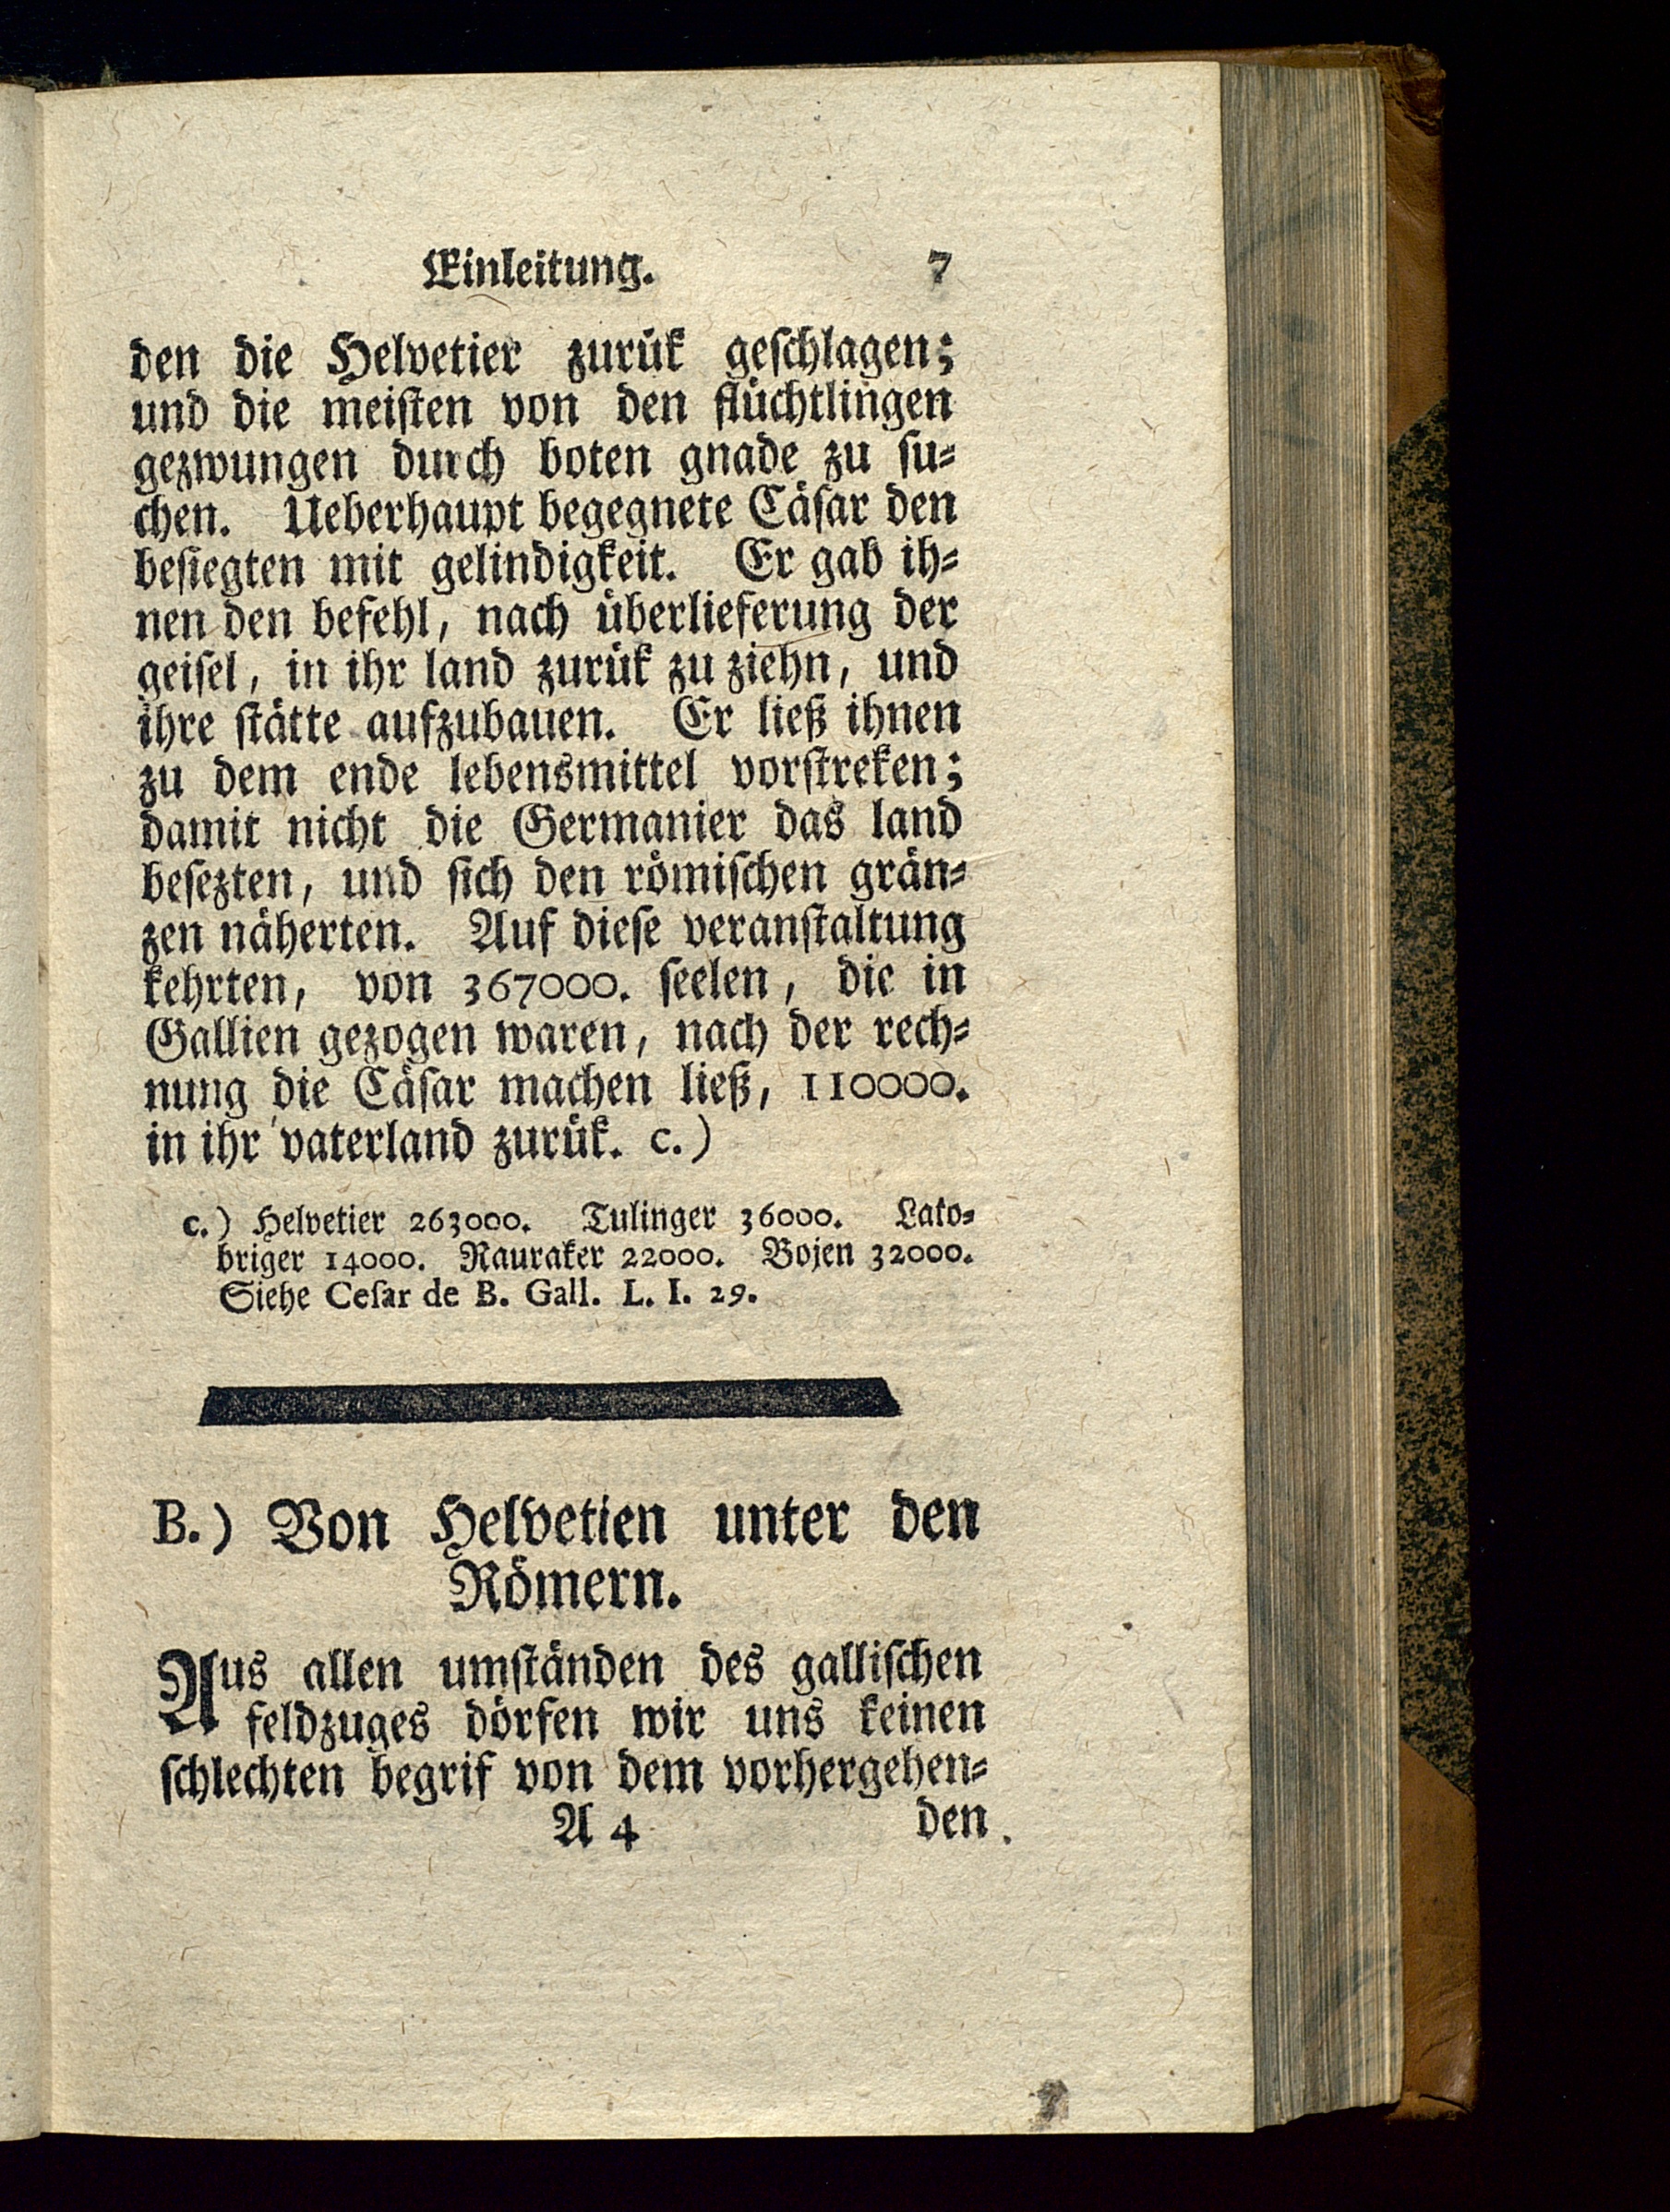 Einleitung. 7
den die Helvetier zurük geschlagen;
und die meisten von den flüchtlingen
gezwungen durch boten gnade zu su-
chen. Ueberhaupt begegnete Cäsar den
besiegten mit gelindigkeit. Er gab ih-
nen den befehl, nach überlieferung der
geisel, in ihr land zurük zu ziehn, und
ihre stätte aufzubauen. Er ließ ihnen
zu dem ende lebensmittel vorstreken;
damit nicht die Germanier das land
besezten, und sich den römischen grän-
zen näherten. Auf diese veranstaltung
kehrten, von 367000. seelen, die in
Gallien gezogen waren, nach der rech-
nung die Cäsar machen ließ, 110000.
in ihr vaterland zurük. c.)
c.) Helvetier 263000. Tulinger 36000. Lato-
briger 14000. Rauraker 22000. Bojen 32000.
Siehe Cesar de B. Gall. L. I. 29.
B.) Von Helvetien unter den
Römern.
Aus allen umständen des gallischen
feldzuges dörfen wir uns keinen
schlechten begrif von dem vorhergehen-
A 4 den